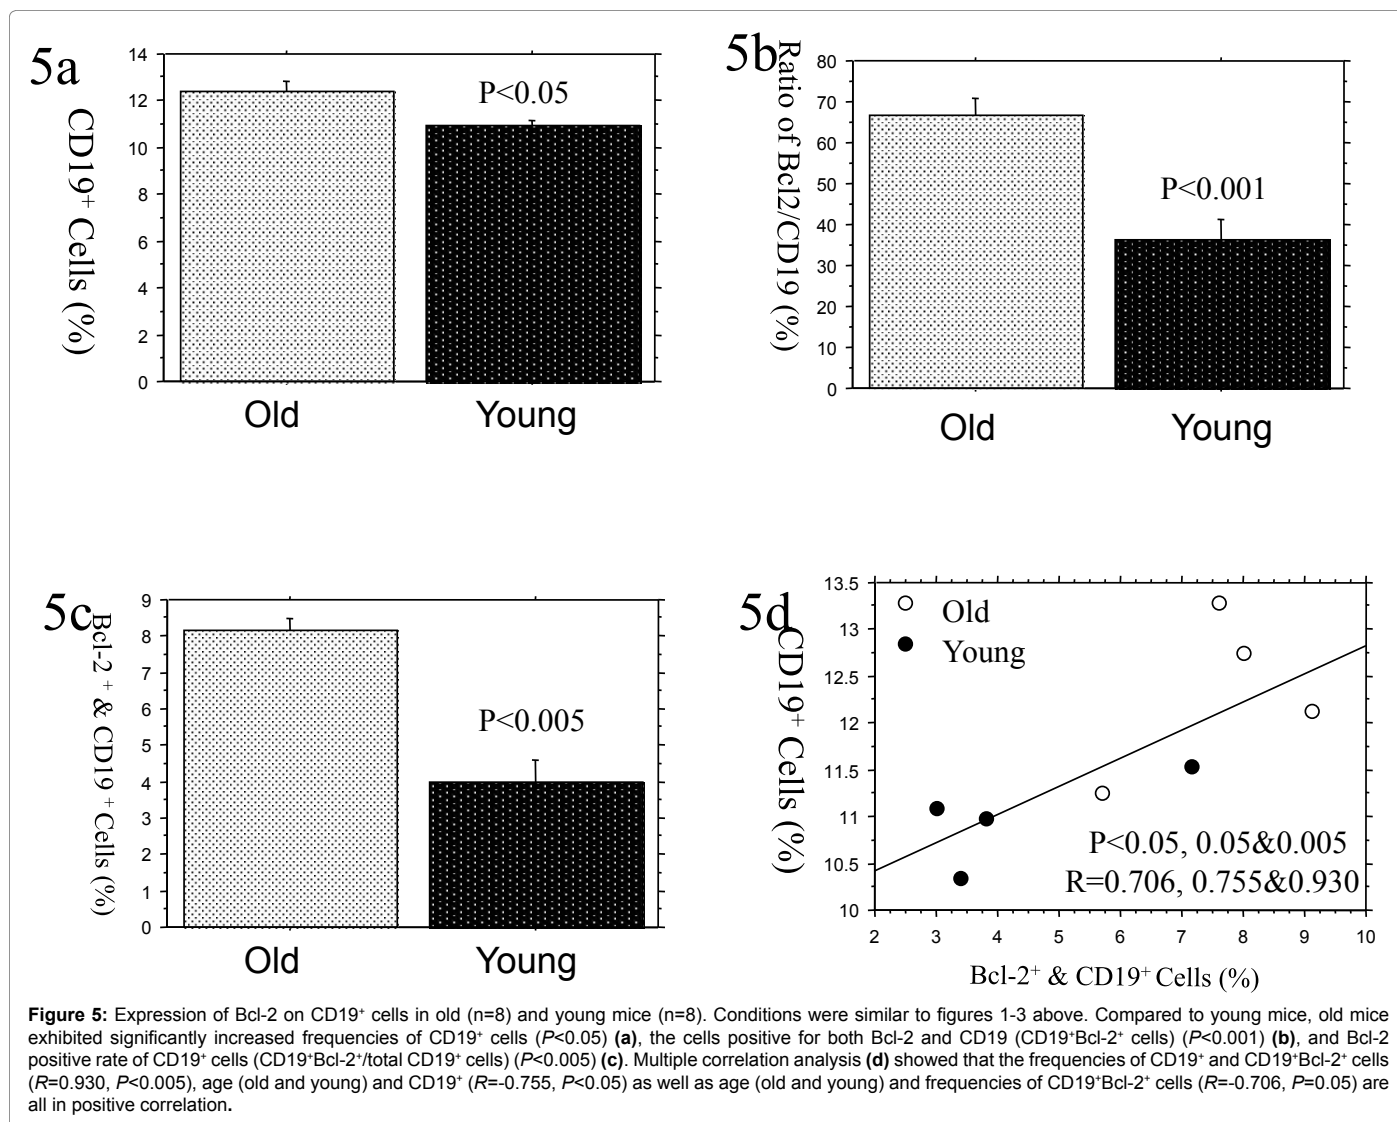 5a
CD19⁺ Cells (%)
14
12
10
8
6
4
2
0
P<0.05
Old
Young
5b
Ratio of Bcl2/CD19 (%)
80
70
60
50
40
30
20
10
0
P<0.001
Old
Young
5c
Bcl-2 ⁺ & CD19 ⁺ Cells (%)
9
8
7
6
5
4
3
2
1
0
P<0.005
Old
Young
5d
CD19⁺ Cells (%)
13.5
13
12.5
12
11.5
11
10.5
10
Old
Young
P<0.05, 0.05&0.005
R=0.706, 0.755&0.930
2 3 4 5 6 7 8 9 10
Bcl-2⁺ & CD19⁺ Cells (%)
Figure 5: Expression of Bcl-2 on CD19⁺ cells in old (n=8) and young mice (n=8). Conditions were similar to figures 1-3 above. Compared to young mice, old mice
exhibited significantly increased frequencies of CD19⁺ cells (P<0.05) (a), the cells positive for both Bcl-2 and CD19 (CD19⁺Bcl-2⁺ cells) (P<0.001) (b), and Bcl2
positive rate of CD19⁺ cells (CD19⁺Bcl-2⁺/total CD19⁺ cells) (P<0.005) (c). Multiple correlation analysis (d) showed that the frequencies of CD19⁺ and CD19⁺Bcl-2⁺ cells
(R=0.930, P<0.005), age (old and young) and CD19⁺ (R=-0.755, P<0.05) as well as age (old and young) and frequencies of CD19⁺Bcl-2⁺ cells (R=-0.706, P=0.05) are
all in positive correlation.